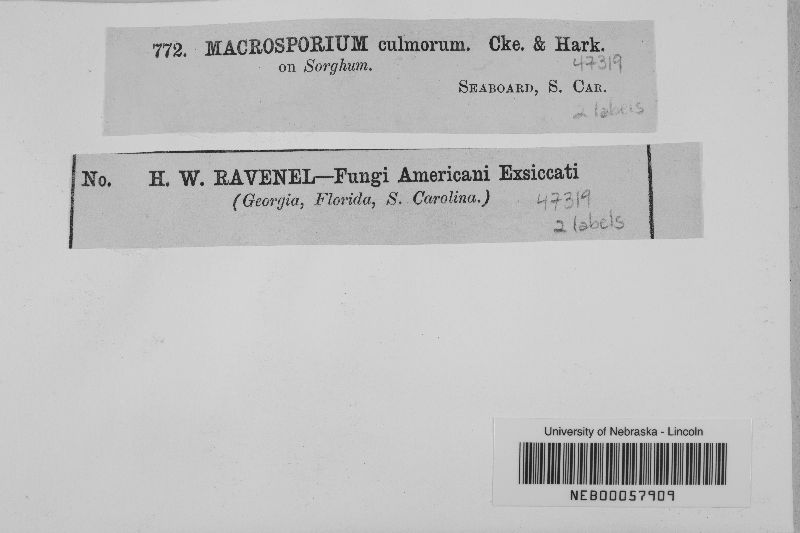 772. MACROSPORIUM culmorum. Cke. & Hark.
on Sorghum.
47319
SEABOARD, S. CAR.
2 labels
No. H. W. RAVENEL—Fungi Americani Exsiccati
(Georgia, Florida, S. Carolina.)
47319
2 labels
University of Nebraska - Lincoln
NEB00057909